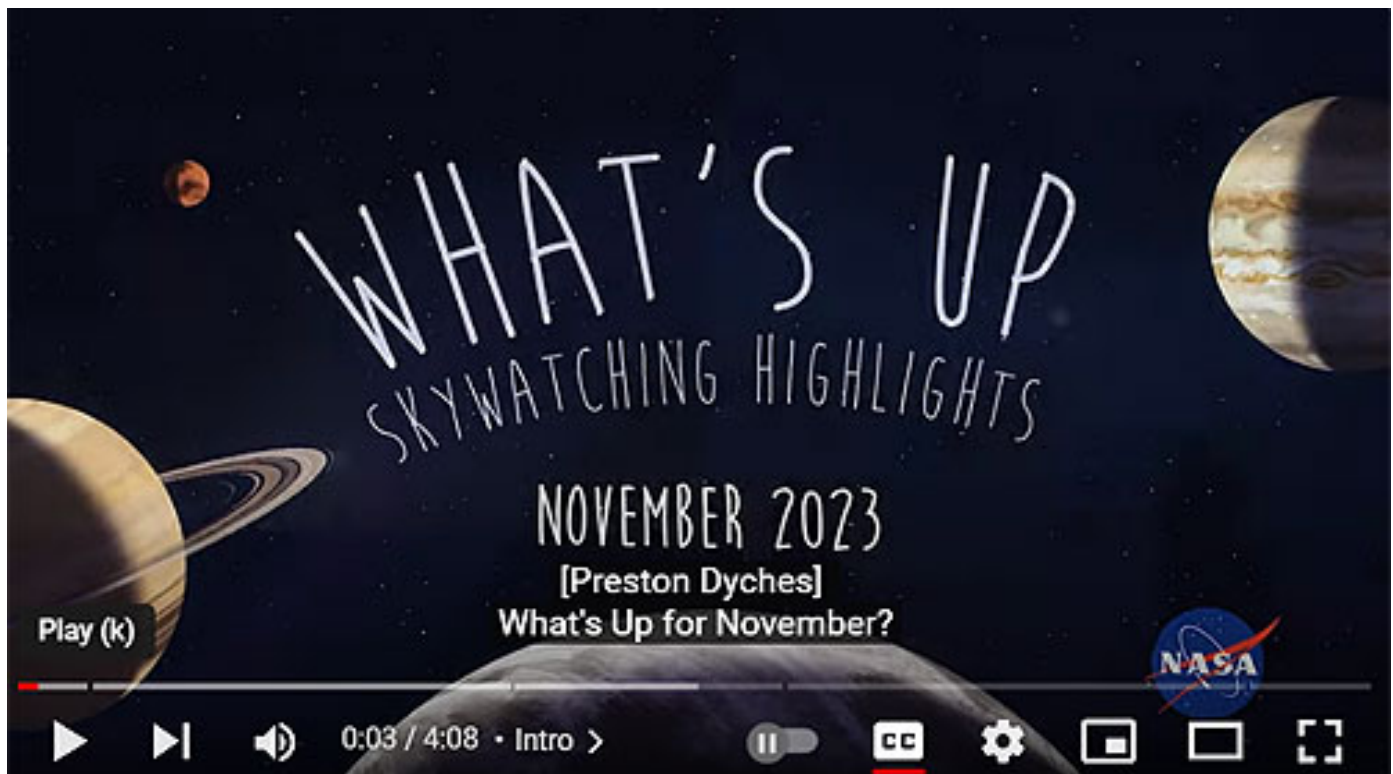 WHAT'S UP
SKYWATCHING HIGHLIGHTS
NOVEMBER 2023
[Preston Dyches]
What's Up for November?
Play (k)
NASA
0:03 / 4:08 • Intro >
CC